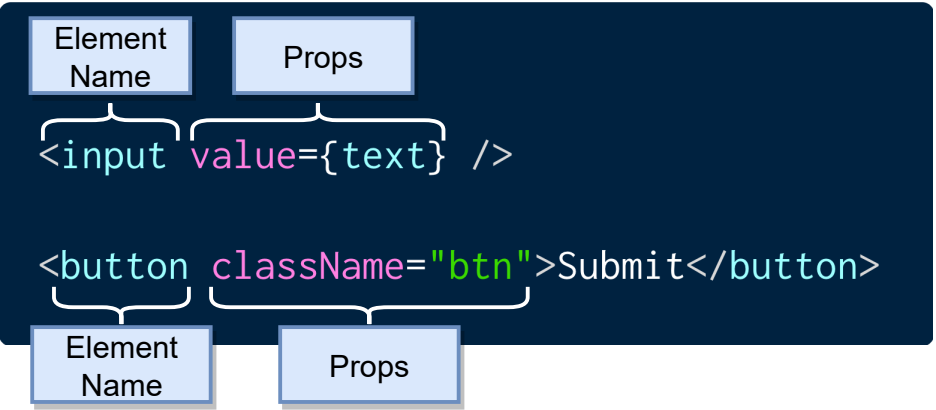 Element
Name
Props
<input value={text} />
<button className="btn">Submit</button>
Element
Name
Props